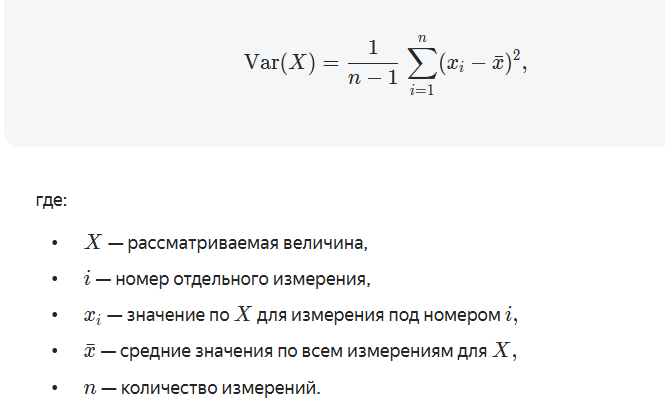 Var(X) = \frac{1}{n-1} \sum_{i=1}^{n} (x_i - \bar{x})^2,
где:
• X — рассматриваемая величина,
• i — номер отдельного измерения,
• x_i — значение по X для измерения под номером i,
• \bar{x} — средние значения по всем измерениям для X,
• n — количество измерений.